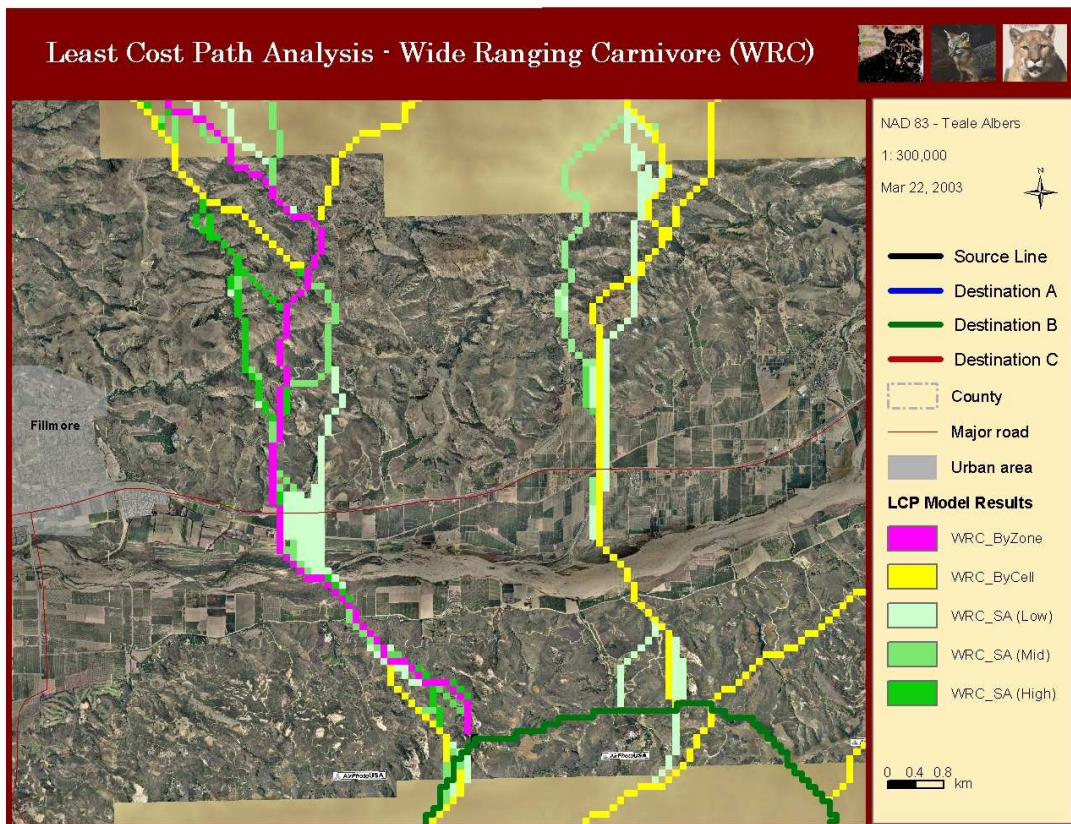 Least Cost Path Analysis - Wide Ranging Carnivore (WRC)
NAD 83 - Teale Albers
1: 300,000
Mar 22, 2003
N
Source Line
Destination A
Destination B
Destination C
County
Major road
Urban area
LCP Model Results
WRC_ByZone
WRC_ByCell
WRC_SA (Low)
WRC_SA (Mid)
WRC_SA (High)
0 0.4 0.8
km
Fillmore
AirPhotoUSA
AirPhotoUSA